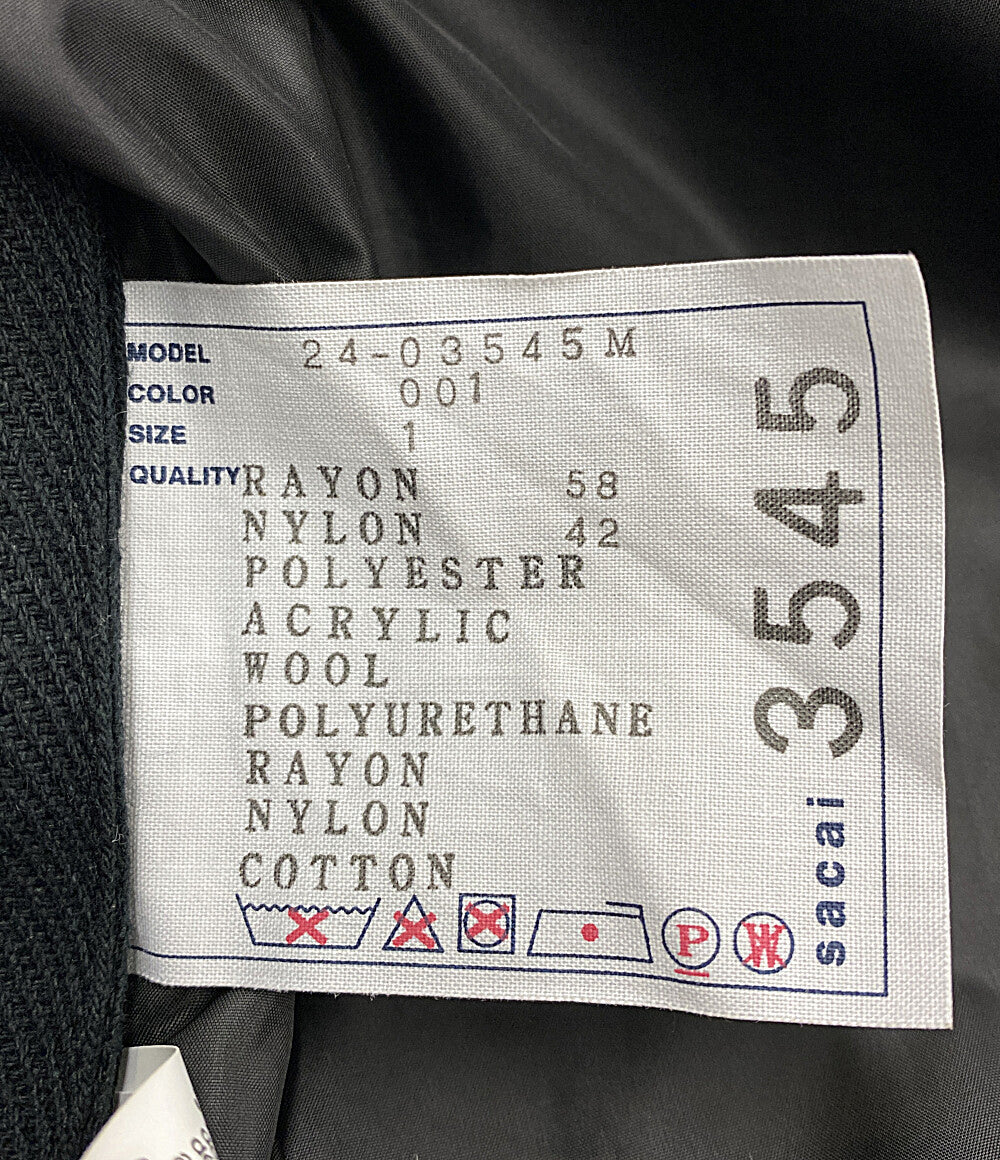 MODEL 24-03545M
COLOR 001
SIZE 1
QUALITY RAYON 58
NYLON 42
POLYESTER
ACRYLIC
WOOL
POLYURETHANE
RAYON
NYLON
COTTON
P W
sacai 3545